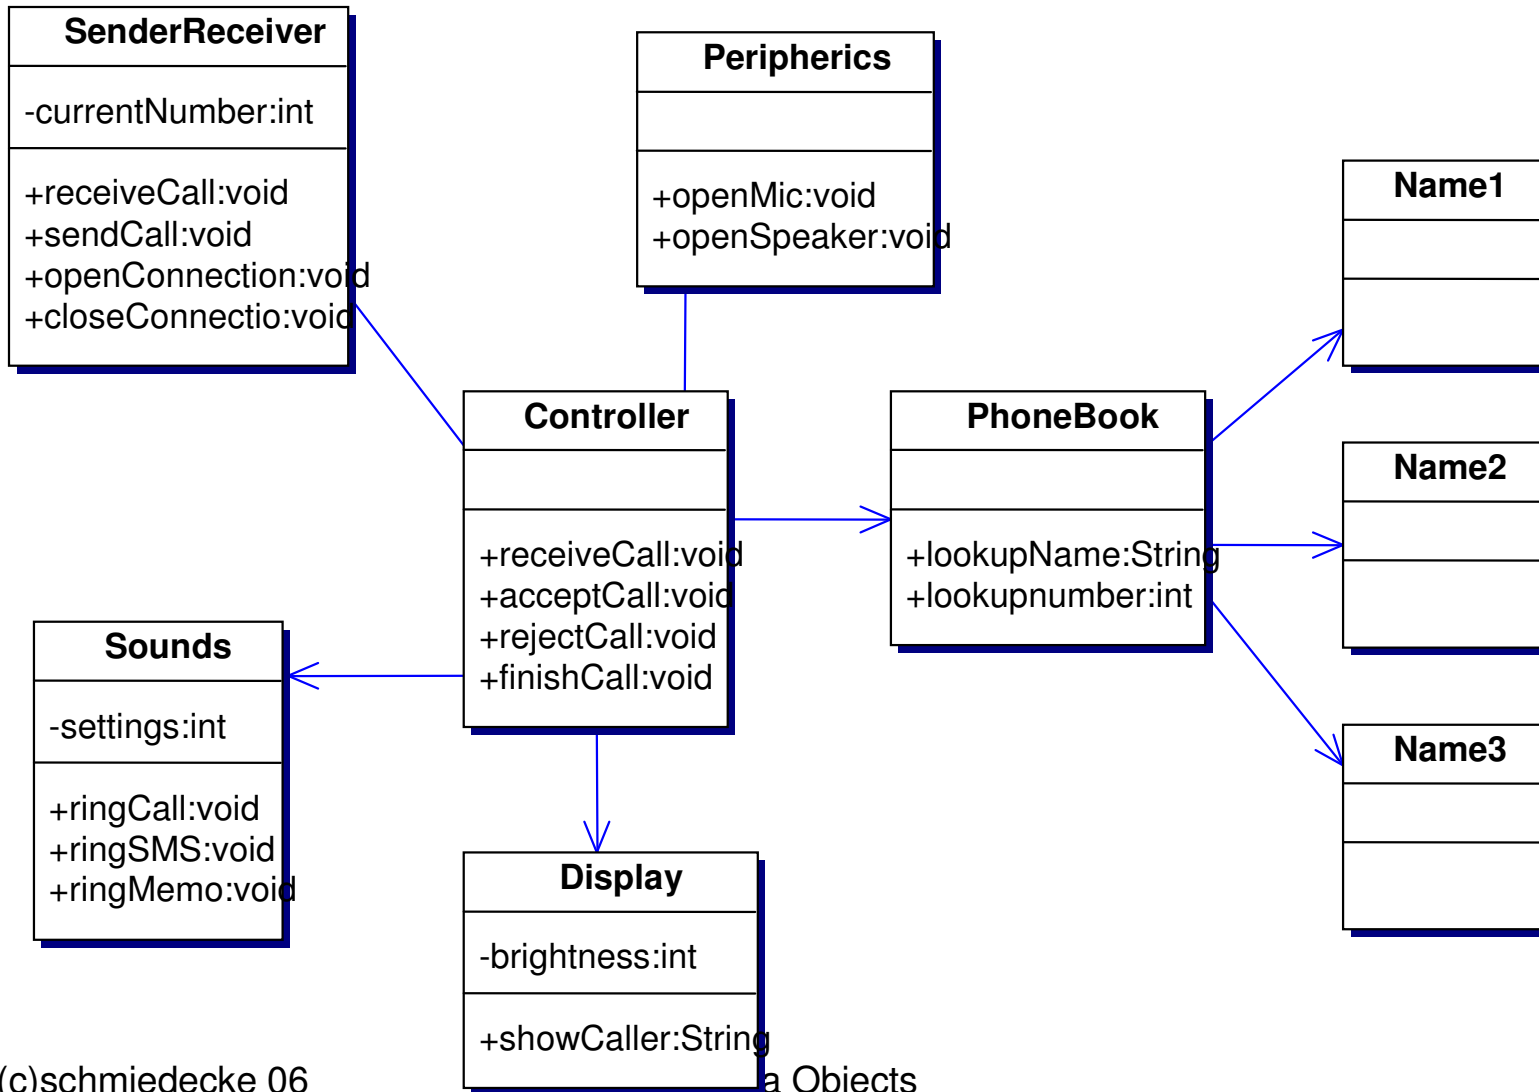 SenderReceiver
-currentNumber:int
+receiveCall:void
+sendCall:void
+openConnection:void
+closeConnectio:void
Peripherics
+openMic:void
+openSpeaker:void
Name1
Controller
+receiveCall:void
+acceptCall:void
+rejectCall:void
+finishCall:void
PhoneBook
+lookupName:String
+lookupnumber:int
Name2
Sounds
-settings:int
+ringCall:void
+ringSMS:void
+ringMemo:void
Name3
Display
-brightness:int
+showCaller:String
(c)schmiedecke 06
a Objects